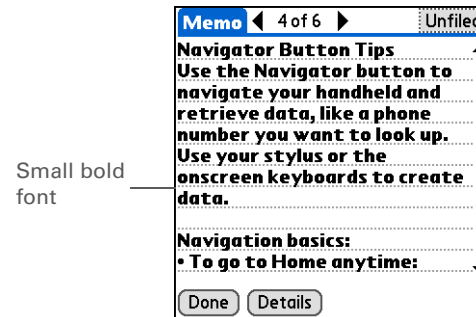 Memo 4 of 6 Unfiled
Navigator Button Tips
Use the Navigator button to
navigate your handheld and
retrieve data, like a phone
number you want to look up.
Use your stylus or the
onscreen keyboards to create
data.
Navigation basics:
• To go to Home anytime:
Done Details
Small bold
font